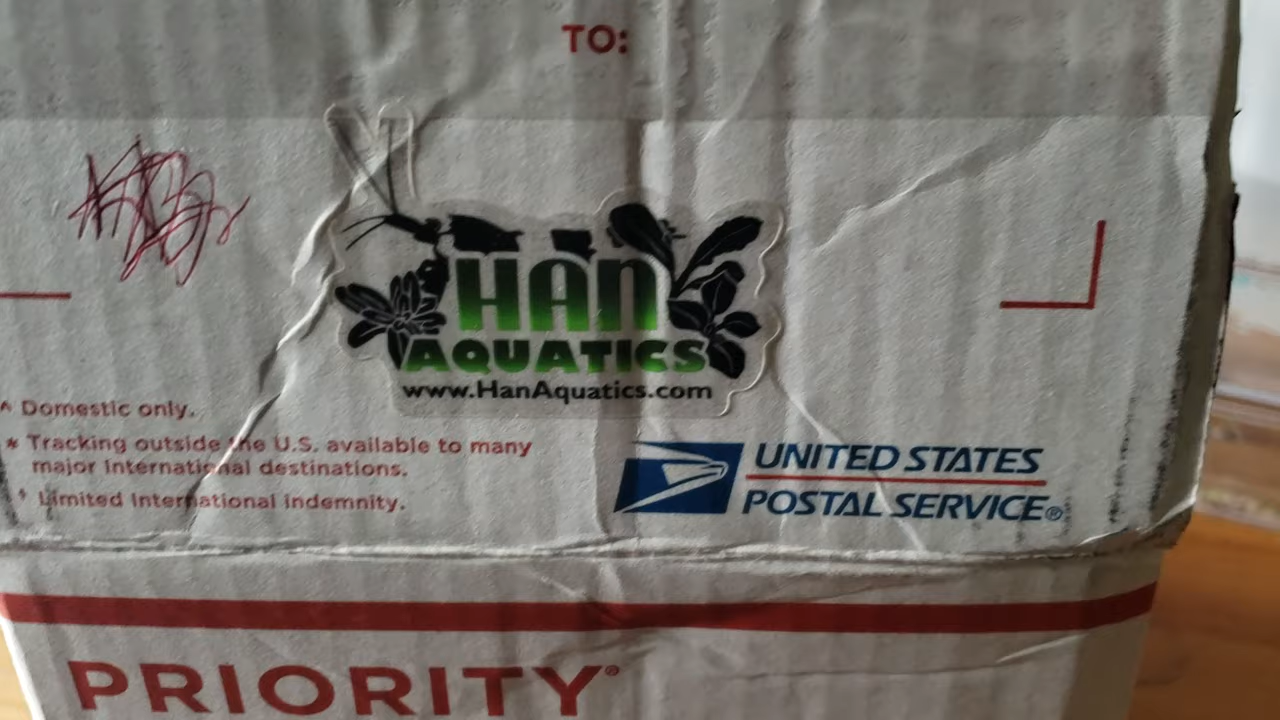 TO:
HAN
AQUATICS
www.HanAquatics.com
^ Domestic only.
* Tracking outside the U.S. available to many
major International destinations.
† Limited International indemnity.
UNITED STATES
POSTAL SERVICE®
PRIORITY®